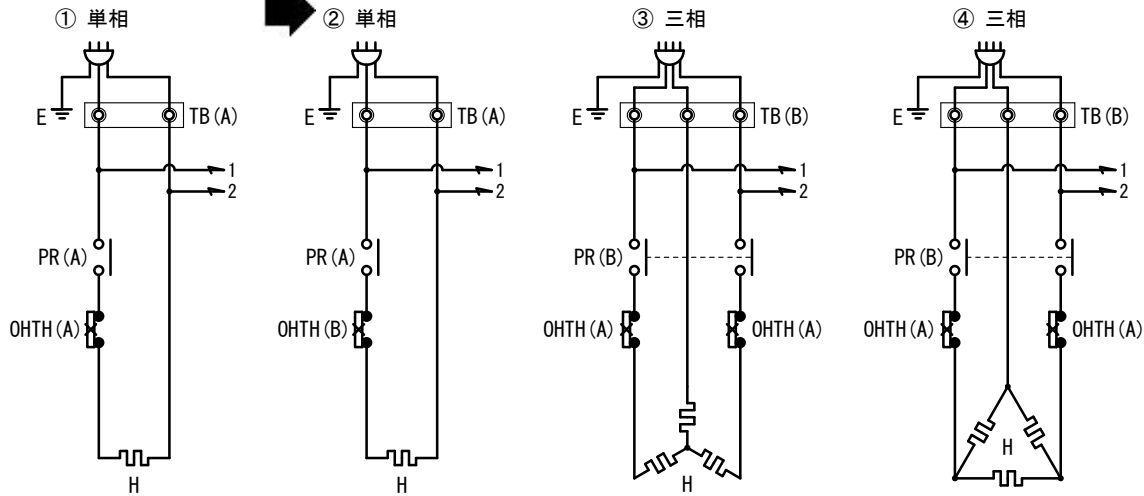 ① 単相
② 単相
③ 三相
④ 三相
E
TB(A)
E
TB(A)
E
TB(B)
E
TB(B)
1
2
1
2
1
2
1
2
PR(A)
PR(A)
PR(B)
PR(B)
OHTH(A)
OHTH(B)
OHTH(A)
OHTH(A)
OHTH(A)
OHTH(A)
H
H
H
H